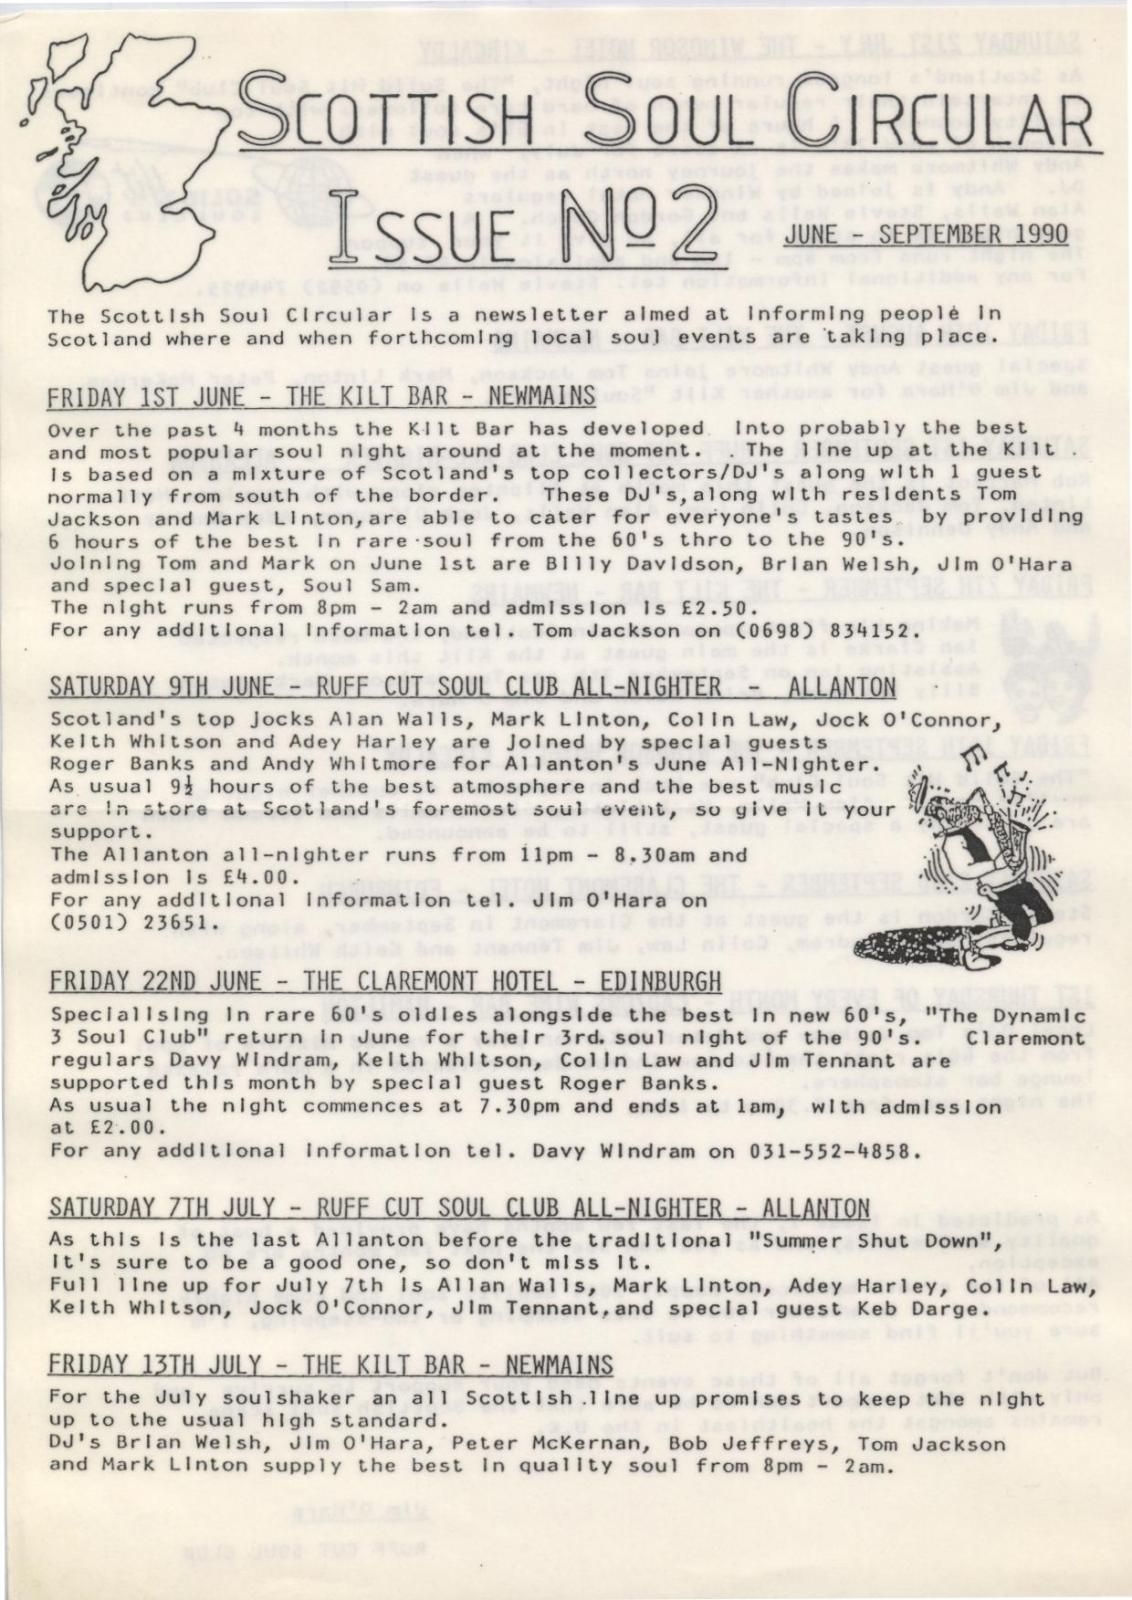 SCOTTISH SOUL CIRCULAR
ISSUE Nº2
JUNE - SEPTEMBER 1990
The Scottish Soul Circular is a newsletter aimed at informing people in
Scotland where and when forthcoming local soul events are taking place.
FRIDAY 1ST JUNE - THE KILT BAR - NEWMAINS
Over the past 4 months the Kilt Bar has developed into probably the best
and most popular soul night around at the moment. . The line up at the Kilt .
is based on a mixture of Scotland's top collectors/DJ's along with 1 guest
normally from south of the border. These DJ's, along with residents Tom
Jackson and Mark Linton, are able to cater for everyone's tastes by providing
6 hours of the best in rare soul from the 60's thro to the 90's.
Joining Tom and Mark on June 1st are Billy Davidson, Brian Welsh, Jim O'Hara
and special guest, Soul Sam.
The night runs from 8pm - 2am and admission is £2.50.
For any additional information tel. Tom Jackson on (0698) 834152.
SATURDAY 9TH JUNE - RUFF CUT SOUL CLUB ALL-NIGHTER - ALLANTON
Scotland's top Jocks Alan Walls, Mark Linton, Colin Law, Jock O'Connor,
Keith Whitson and Adey Harley are joined by special guests
Roger Banks and Andy Whitmore for Allanton's June All-Nighter.
As usual 9½ hours of the best atmosphere and the best music
are in store at Scotland's foremost soul event, so give it your
support.
The Allanton all-nighter runs from 11pm - 8.30am and
admission is £4.00.
For any additional information tel. Jim O'Hara on
(0501) 23651.
FRIDAY 22ND JUNE - THE CLAREMONT HOTEL - EDINBURGH
Specialising in rare 60's oldies alongside the best in new 60's, "The Dynamic
3 Soul Club" return in June for their 3rd. soul night of the 90's. Claremont
regulars Davy Windram, Keith Whitson, Colin Law and Jim Tennant are
supported this month by special guest Roger Banks.
As usual the night commences at 7.30pm and ends at 1am, with admission
at £2.00.
For any additional information tel. Davy Windram on 031-552-4858.
SATURDAY 7TH JULY - RUFF CUT SOUL CLUB ALL-NIGHTER - ALLANTON
As this is the last Allanton before the traditional "Summer Shut Down",
it's sure to be a good one, so don't miss it.
Full line up for July 7th is Allan Walls, Mark Linton, Adey Harley, Colin Law,
Keith Whitson, Jock O'Connor, Jim Tennant, and special guest Keb Darge.
FRIDAY 13TH JULY - THE KILT BAR - NEWMAINS
For the July soulshaker an all Scottish line up promises to keep the night
up to the usual high standard.
DJ's Brian Welsh, Jim O'Hara, Peter McKernan, Bob Jeffreys, Tom Jackson
and Mark Linton supply the best in quality soul from 8pm - 2am.